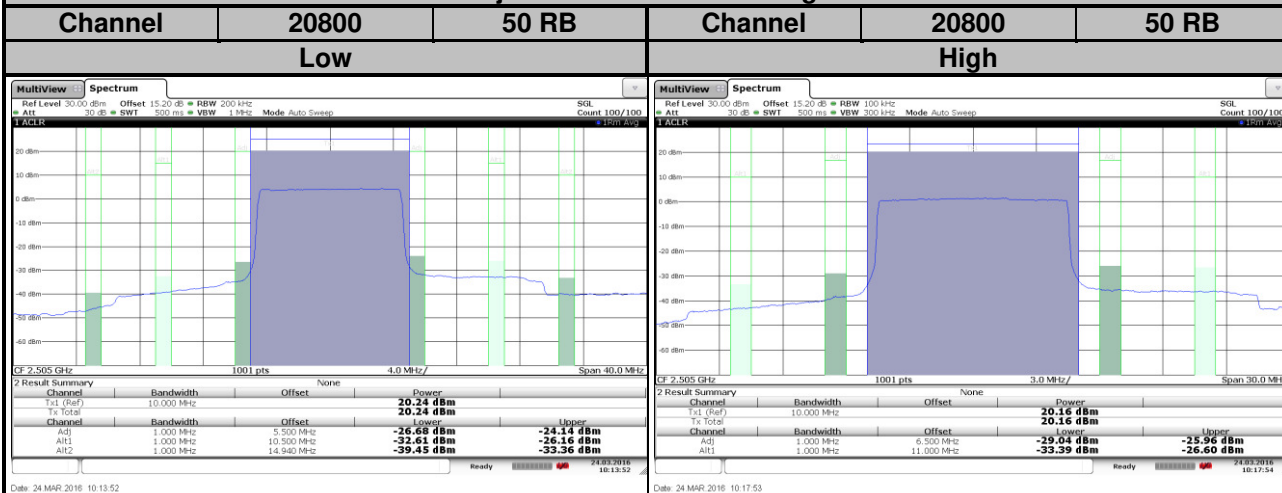 Channel 20800 50 RB Channel 20800 50 RB
Low High
MultiView Spectrum
Ref Level 30.00 dBm Offset 15.20 dB RBW 200 kHz SGL
Att 30 dB SWT 500 ms VBW 1 MHz Mode Auto Sweep Count 100/100
1 ACLR 1Rm Avg
20 dBm
10 dBm
0 dBm
-10 dBm
-20 dBm
-30 dBm
-40 dBm
-50 dBm
-60 dBm
CF 2.505 GHz 1001 pts 4.0 MHz/ Span 40.0 MHz
2 Result Summary None
Channel Bandwidth Offset Power
Tx1 (Ref) 10.000 MHz 20.24 dBm
Tx Total 20.24 dBm
Channel Bandwidth Offset Lower Upper
Adj 1.000 MHz 5.500 MHz -26.68 dBm -24.14 dBm
Alt1 1.000 MHz 10.500 MHz -32.61 dBm -26.16 dBm
Alt2 1.000 MHz 14.940 MHz -39.45 dBm -33.36 dBm
Ready 24.03.2016
10:13:52
Date: 24.MAR.2016 10:13:52
MultiView Spectrum
Ref Level 30.00 dBm Offset 15.20 dB RBW 100 kHz SGL
Att 30 dB SWT 500 ms VBW 300 kHz Mode Auto Sweep Count 100/100
1 ACLR 1Rm Avg
20 dBm
10 dBm
0 dBm
-10 dBm
-20 dBm
-30 dBm
-40 dBm
-50 dBm
-60 dBm
CF 2.505 GHz 1001 pts 3.0 MHz/ Span 30.0 MHz
2 Result Summary None
Channel Bandwidth Offset Power
Tx1 (Ref) 10.000 MHz 20.16 dBm
Tx Total 20.16 dBm
Channel Bandwidth Offset Lower Upper
Adj 1.000 MHz 6.500 MHz -29.04 dBm -25.96 dBm
Alt1 1.000 MHz 11.000 MHz -33.39 dBm -26.60 dBm
Ready 24.03.2016
10:17:54
Date: 24.MAR.2016 10:17:53